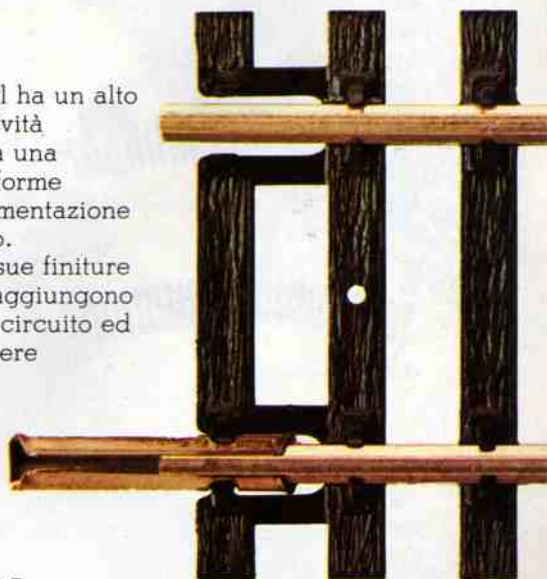 l ha un alto
vità
a una
forme
mentazione
o.
sue finiture
aggiungono
circuito ed
ere